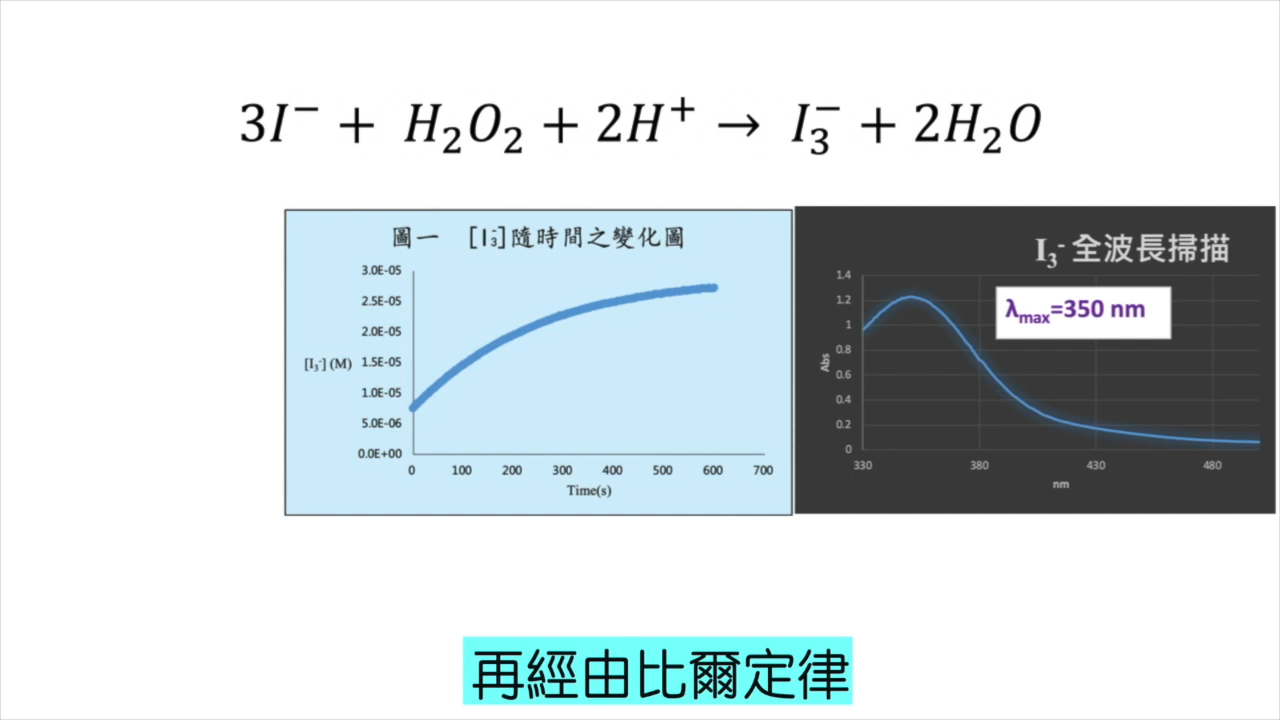 3I⁻ + H₂O₂ + 2H⁺ → I₃⁻ + 2H₂O
圖一 [I₃⁻]隨時間之變化圖
3.0E-05
2.5E-05
2.0E-05
1.5E-05
1.0E-05
5.0E-06
0.0E+00
[I₃⁻] (M)
0 100 200 300 400 500 600 700
Time(s)
I₃⁻ 全波長掃描
λmax=350 nm
1.4
1.2
1
0.8
0.6
0.4
0.2
0
Abs
330 380 430 480
nm
再經由比爾定律